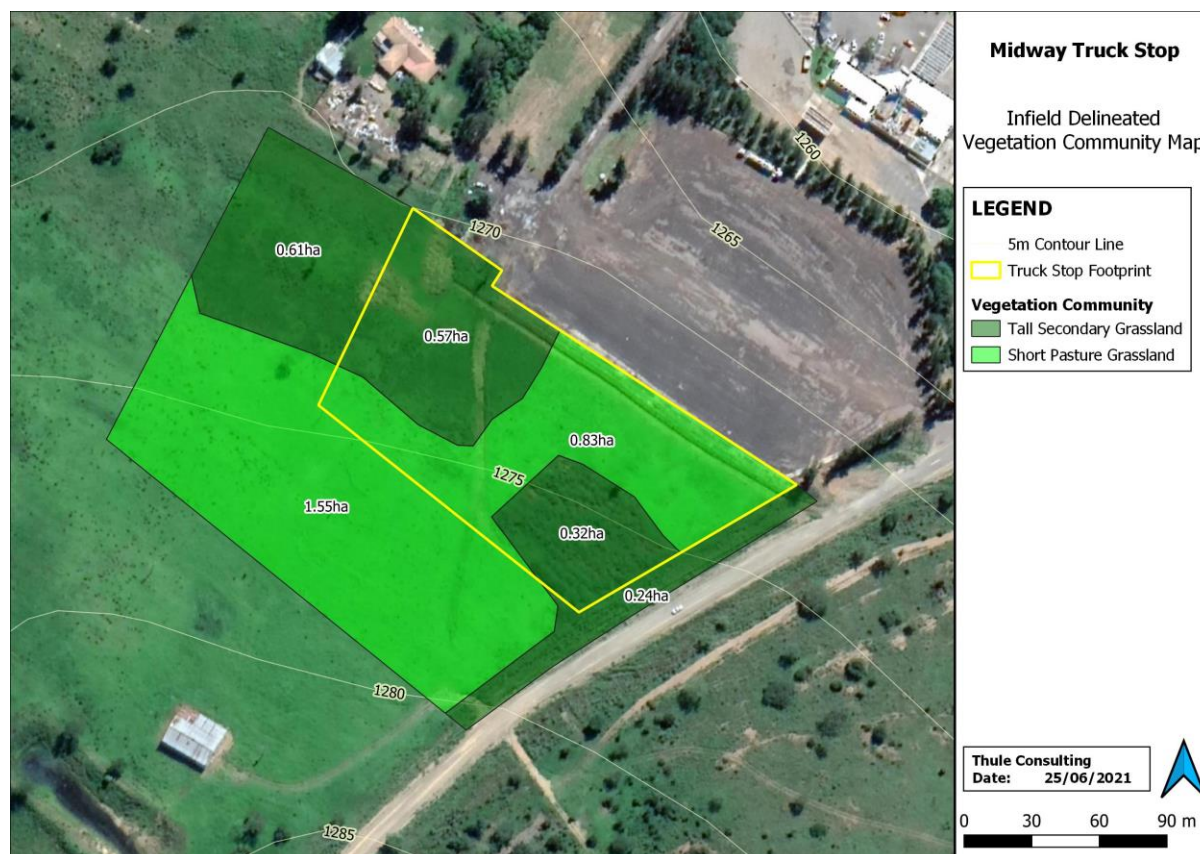 Midway Truck Stop
Infield Delineated
Vegetation Community Map
LEGEND
5m Contour Line
Truck Stop Footprint
Vegetation Community
Tall Secondary Grassland
Short Pasture Grassland
Thule Consulting
Date: 25/06/2021
0 30 60 90 m
1260
1265
1270
0.61ha
0.57ha
0.83ha
1275
1.55ha
0.32ha
0.24ha
1280
1285